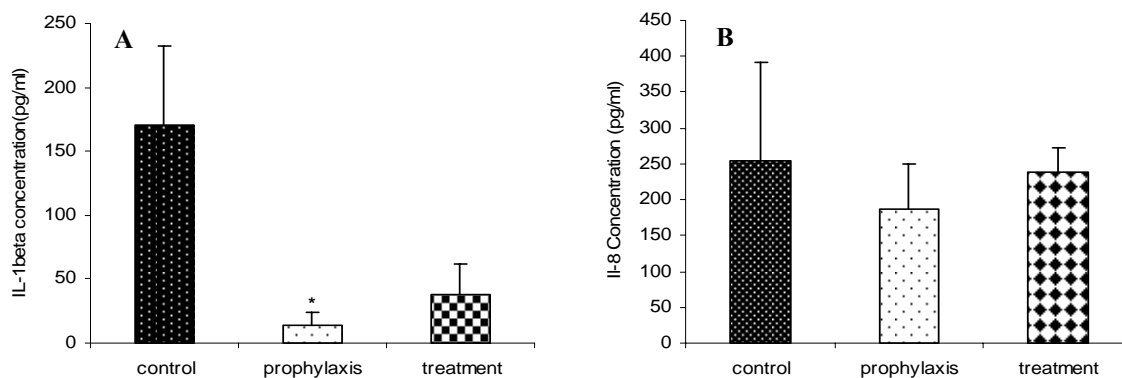 A
IL-1beta concentration(pg/ml)
250
200
150
100
50
0
*
control prophylaxis treatment
B
Il-8 Concentration (pg/ml)
450
400
350
300
250
200
150
100
50
0
control prophylaxis treatment